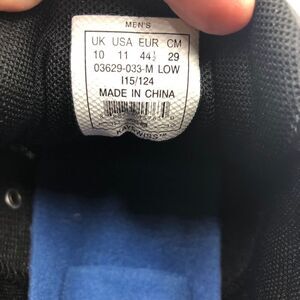 MEN'S
UK USA EUR CM
10 11 44½ 29
03629-033-M LOW
I15/124
MADE IN CHINA